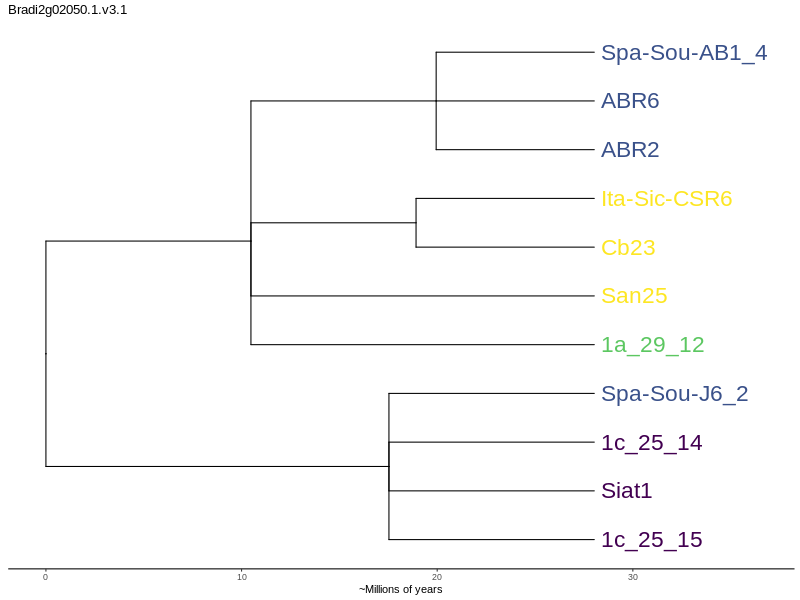 Bradi2g02050.1.v3.1
Spa-Sou-AB1_4
ABR6
ABR2
Ita-Sic-CSR6
Cb23
San25
1a_29_12
Spa-Sou-J6_2
1c_25_14
Siat1
1c_25_15
0 10 20 30
~Millions of years